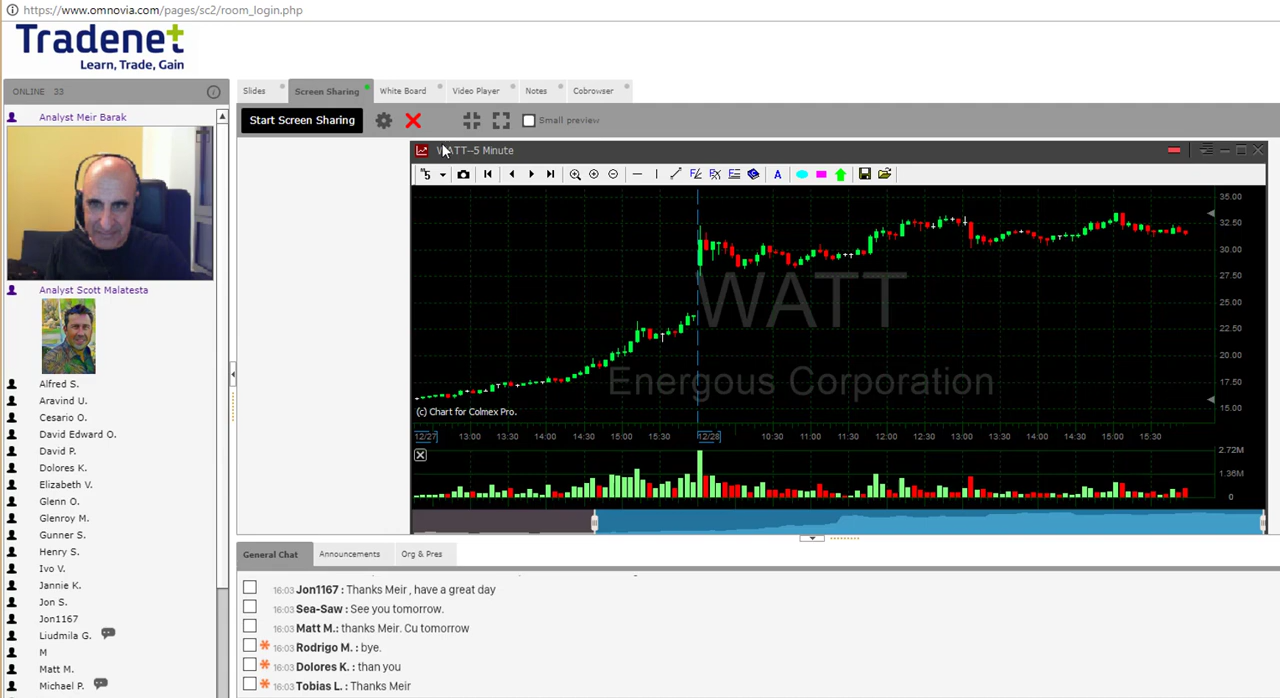 https://www.omnovia.com/pages/sc2/room_login.php
Tradenet
Learn, Trade, Gain
ONLINE 33
Slides
Screen Sharing
White Board
Video Player
Notes
Cobrowser
Start Screen Sharing
Small preview
Analyst Meir Barak
Analyst Scott Malatesta
Alfred S.
Aravind U.
Cesario O.
David Edward O.
David P.
Dolores K.
Elizabeth V.
Glenn O.
Glenroy M.
Gunner S.
Henry S.
Ivo V.
Jannie K.
Jon S.
Jon1167
Liudmila G.
M
Matt M.
Michael P.
WATT--5 Minute
5
A
35.00
32.50
30.00
27.50
25.00
22.50
20.00
17.50
15.00
WATT
Energous Corporation
(c) Chart for Colmex Pro.
12/27 13:00 13:30 14:00 14:30 15:00 15:30 12/28 10:30 11:00 11:30 12:00 12:30 13:00 13:30 14:00 14:30 15:00 15:30
2.72M
1.36M
0
General Chat
Announcements
Org & Pres
16:03 Jon1167 : Thanks Meir , have a great day
16:03 Sea-Saw : See you tomorrow.
16:03 Matt M.: thanks Meir. Cu tomorrow
16:03 Rodrigo M. : bye.
16:03 Dolores K. : than you
16:03 Tobias L. : Thanks Meir